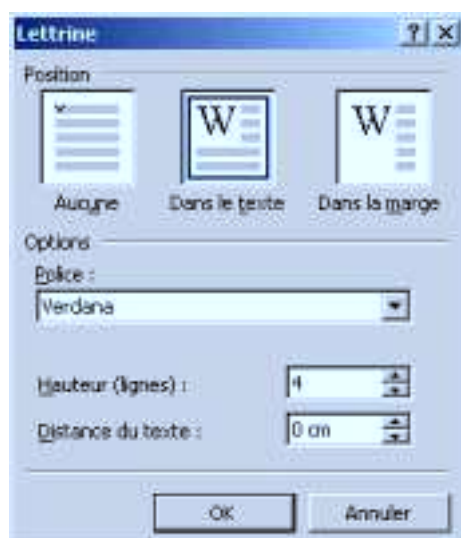 Lettrine ? ×
Position
W W
Aucune Dans le texte Dans la marge
Options
Police :
Verdana
Hauteur (lignes) : 4
Distance du texte : 0 cm
OK Annuler